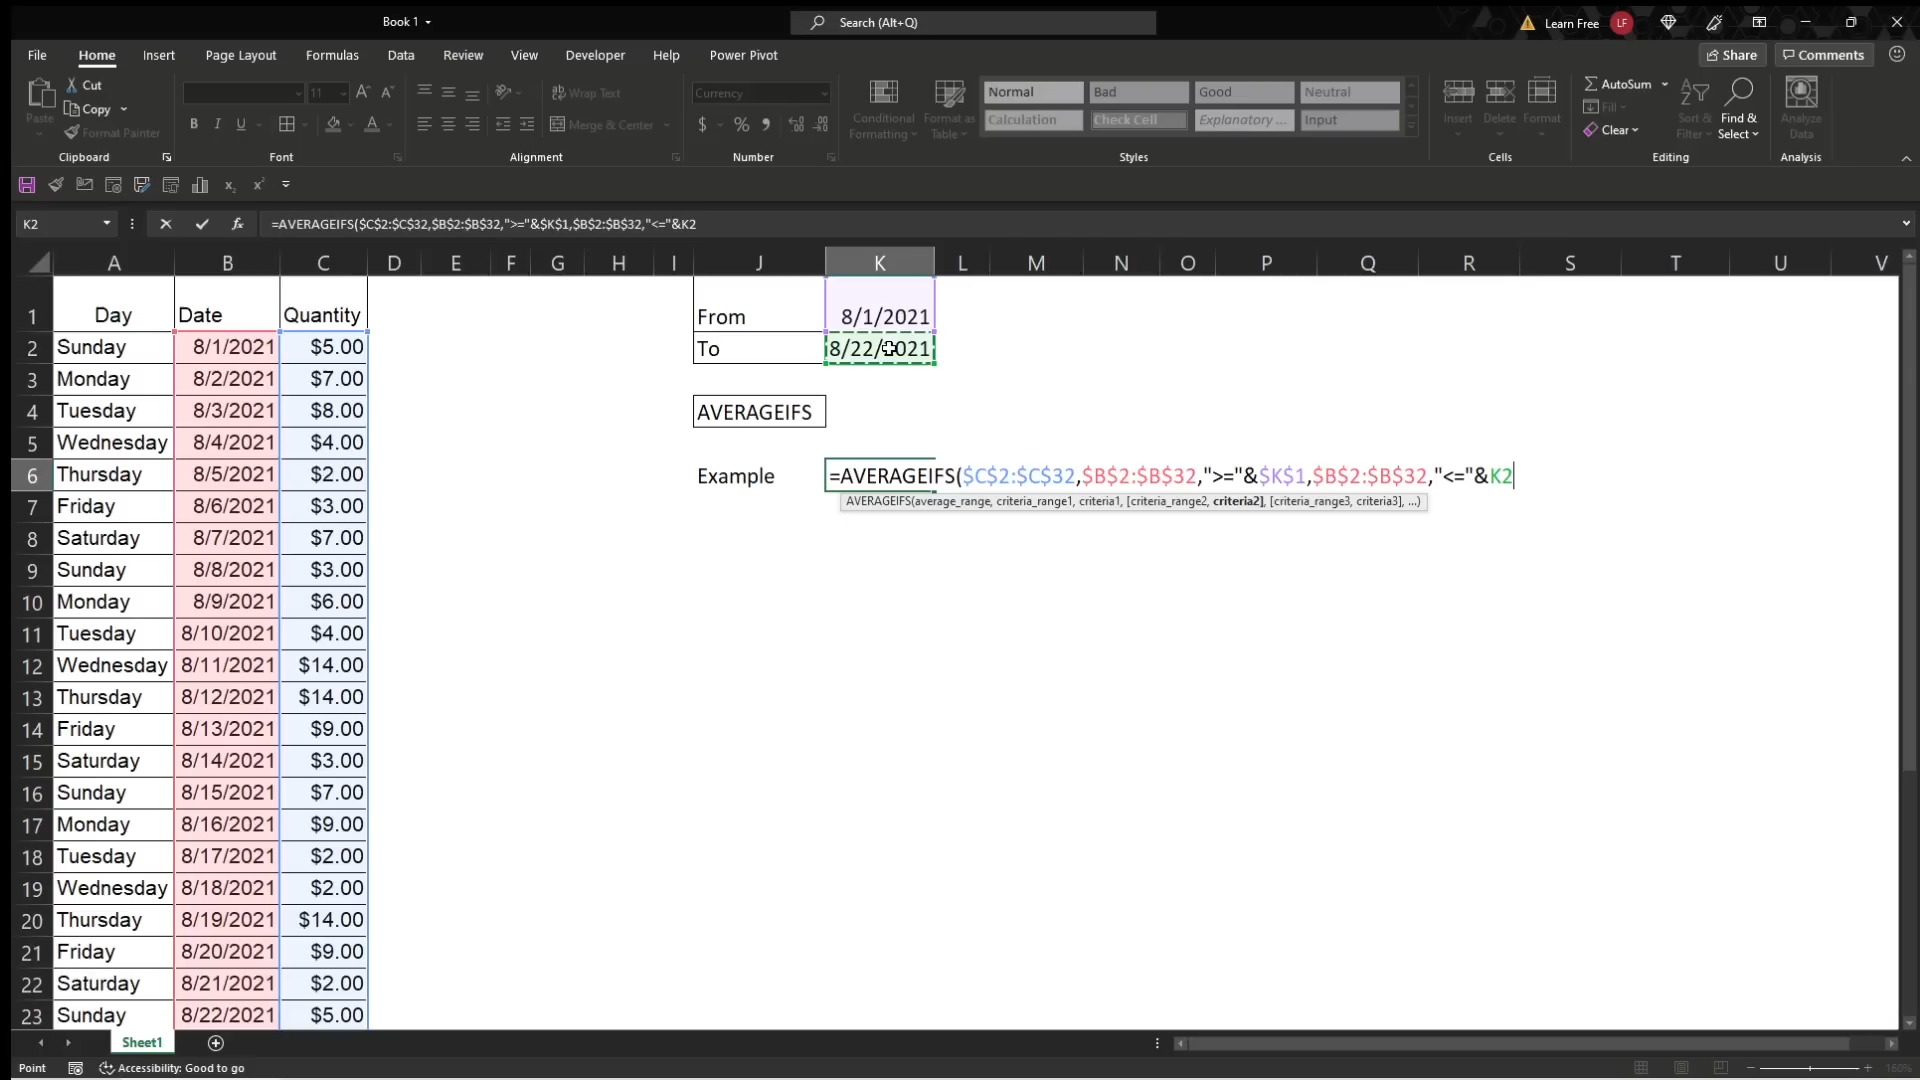 Book 1
Search (Alt+Q)
Learn Free
LF
File Home Insert Page Layout Formulas Data Review View Developer Help Power Pivot
Share
Comments
Paste
Cut
Copy
Format Painter
Clipboard
11
B I U
Font
Wrap Text
Merge & Center
Alignment
Currency
$ % ,
Number
Conditional Formatting
Format as Table
Normal Bad Good Neutral
Calculation Check Cell Explanatory ... Input
Styles
Insert Delete Format
Cells
AutoSum
Fill
Clear
Sort & Filter
Find & Select
Editing
Analyze Data
Analysis
K2
fx
=AVERAGEIFS($C$2:$C$32,$B$2:$B$32,">="&$K$1,$B$2:$B$32,"<="&K2
A B C D E F G H I J K L M N O P Q R S T U V
1 Day Date Quantity From 8/1/2021
2 Sunday 8/1/2021 $5.00 To 8/22/2021
3 Monday 8/2/2021 $7.00
4 Tuesday 8/3/2021 $8.00 AVERAGEIFS
5 Wednesday 8/4/2021 $4.00
6 Thursday 8/5/2021 $2.00 Example =AVERAGEIFS($C$2:$C$32,$B$2:$B$32,">="&$K$1,$B$2:$B$32,"<="&K2
AVERAGEIFS(average_range, criteria_range1, criteria1, [criteria_range2, criteria2], [criteria_range3, criteria3], ...)
7 Friday 8/6/2021 $3.00
8 Saturday 8/7/2021 $7.00
9 Sunday 8/8/2021 $3.00
10 Monday 8/9/2021 $6.00
11 Tuesday 8/10/2021 $4.00
12 Wednesday 8/11/2021 $14.00
13 Thursday 8/12/2021 $14.00
14 Friday 8/13/2021 $9.00
15 Saturday 8/14/2021 $3.00
16 Sunday 8/15/2021 $7.00
17 Monday 8/16/2021 $9.00
18 Tuesday 8/17/2021 $2.00
19 Wednesday 8/18/2021 $2.00
20 Thursday 8/19/2021 $14.00
21 Friday 8/20/2021 $9.00
22 Saturday 8/21/2021 $2.00
23 Sunday 8/22/2021 $5.00
Sheet1
Point
Accessibility: Good to go
160%